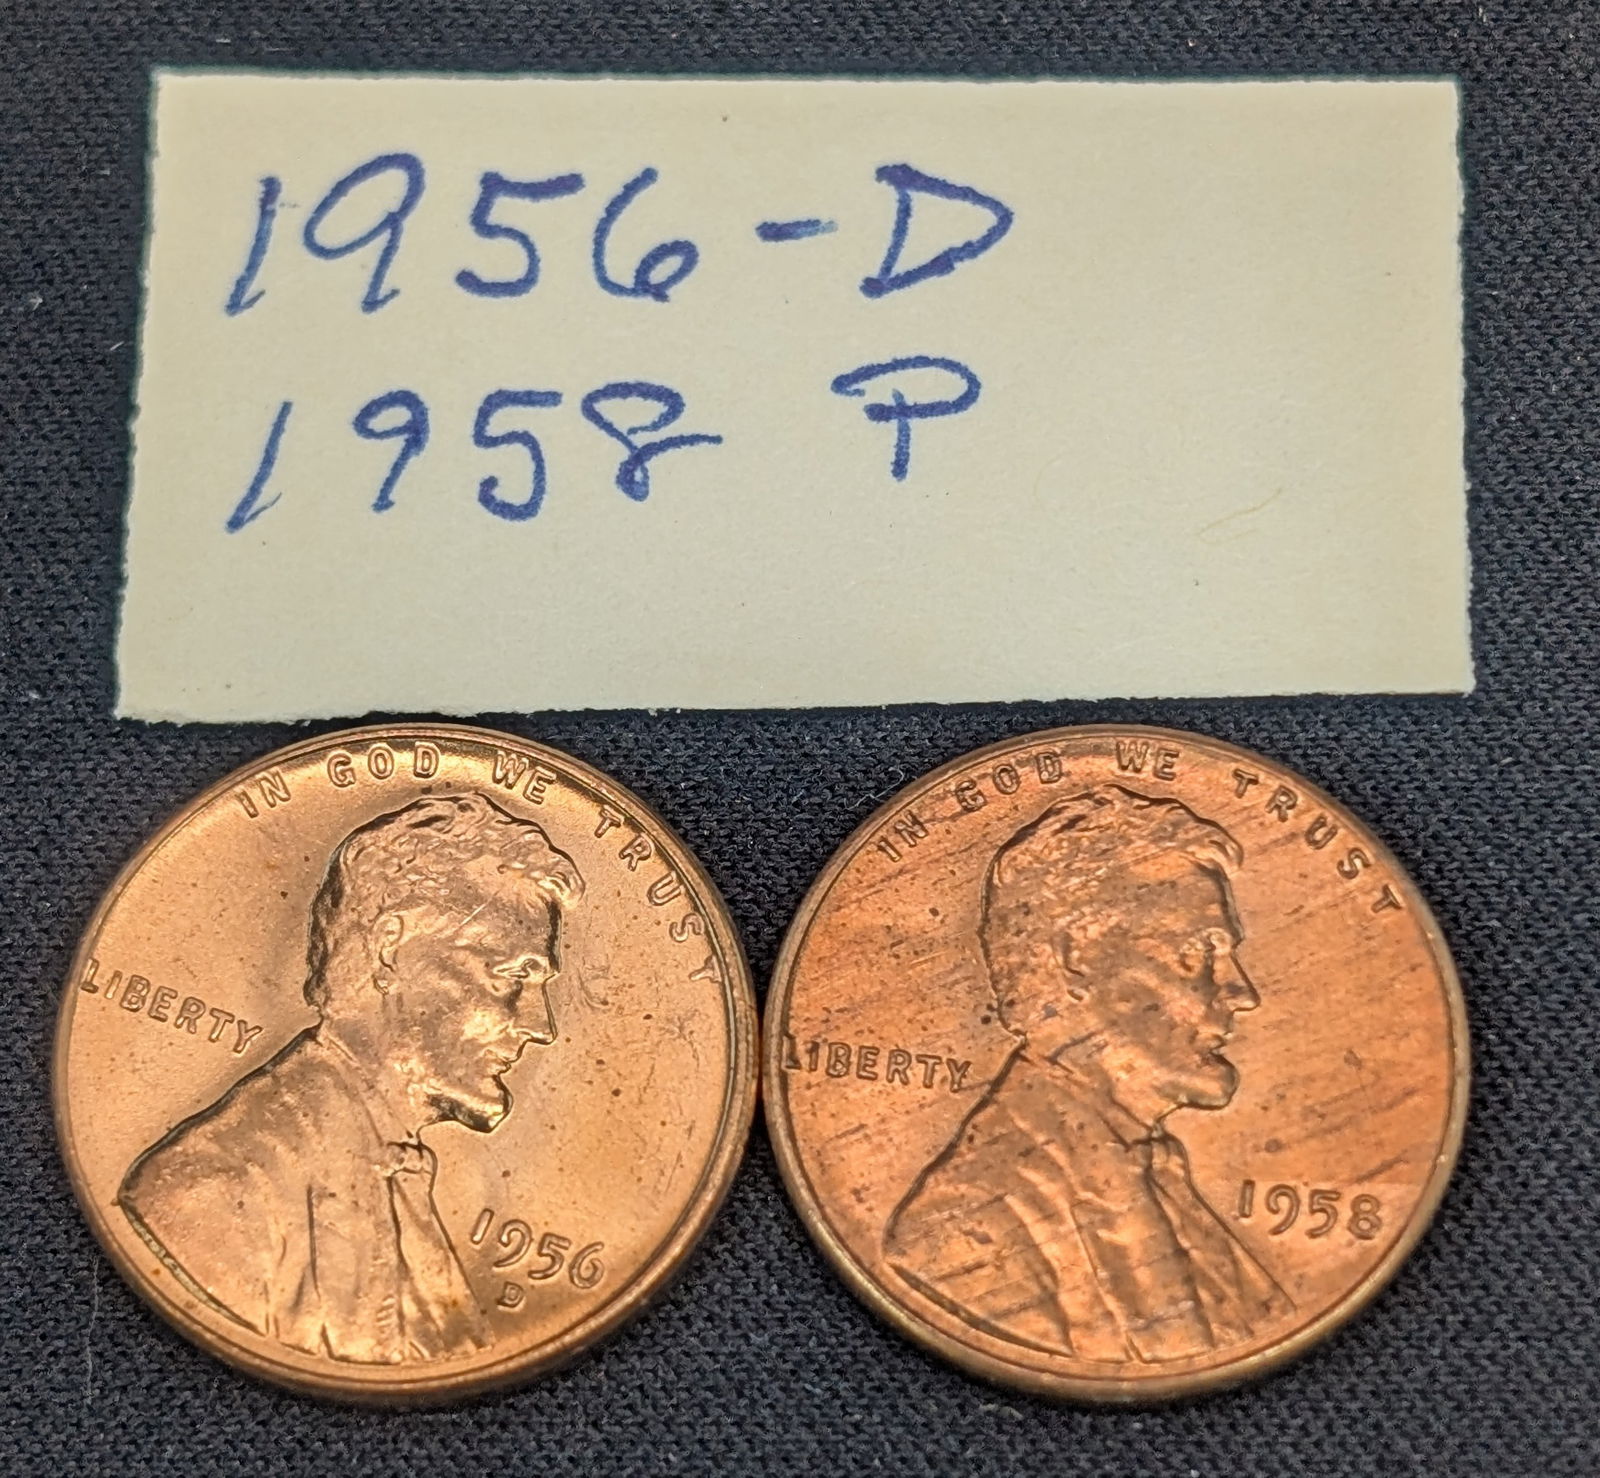 1956-D
1958 P
IN GOD WE TRUST
LIBERTY
1956
D
IN GOD WE TRUST
LIBERTY
1958